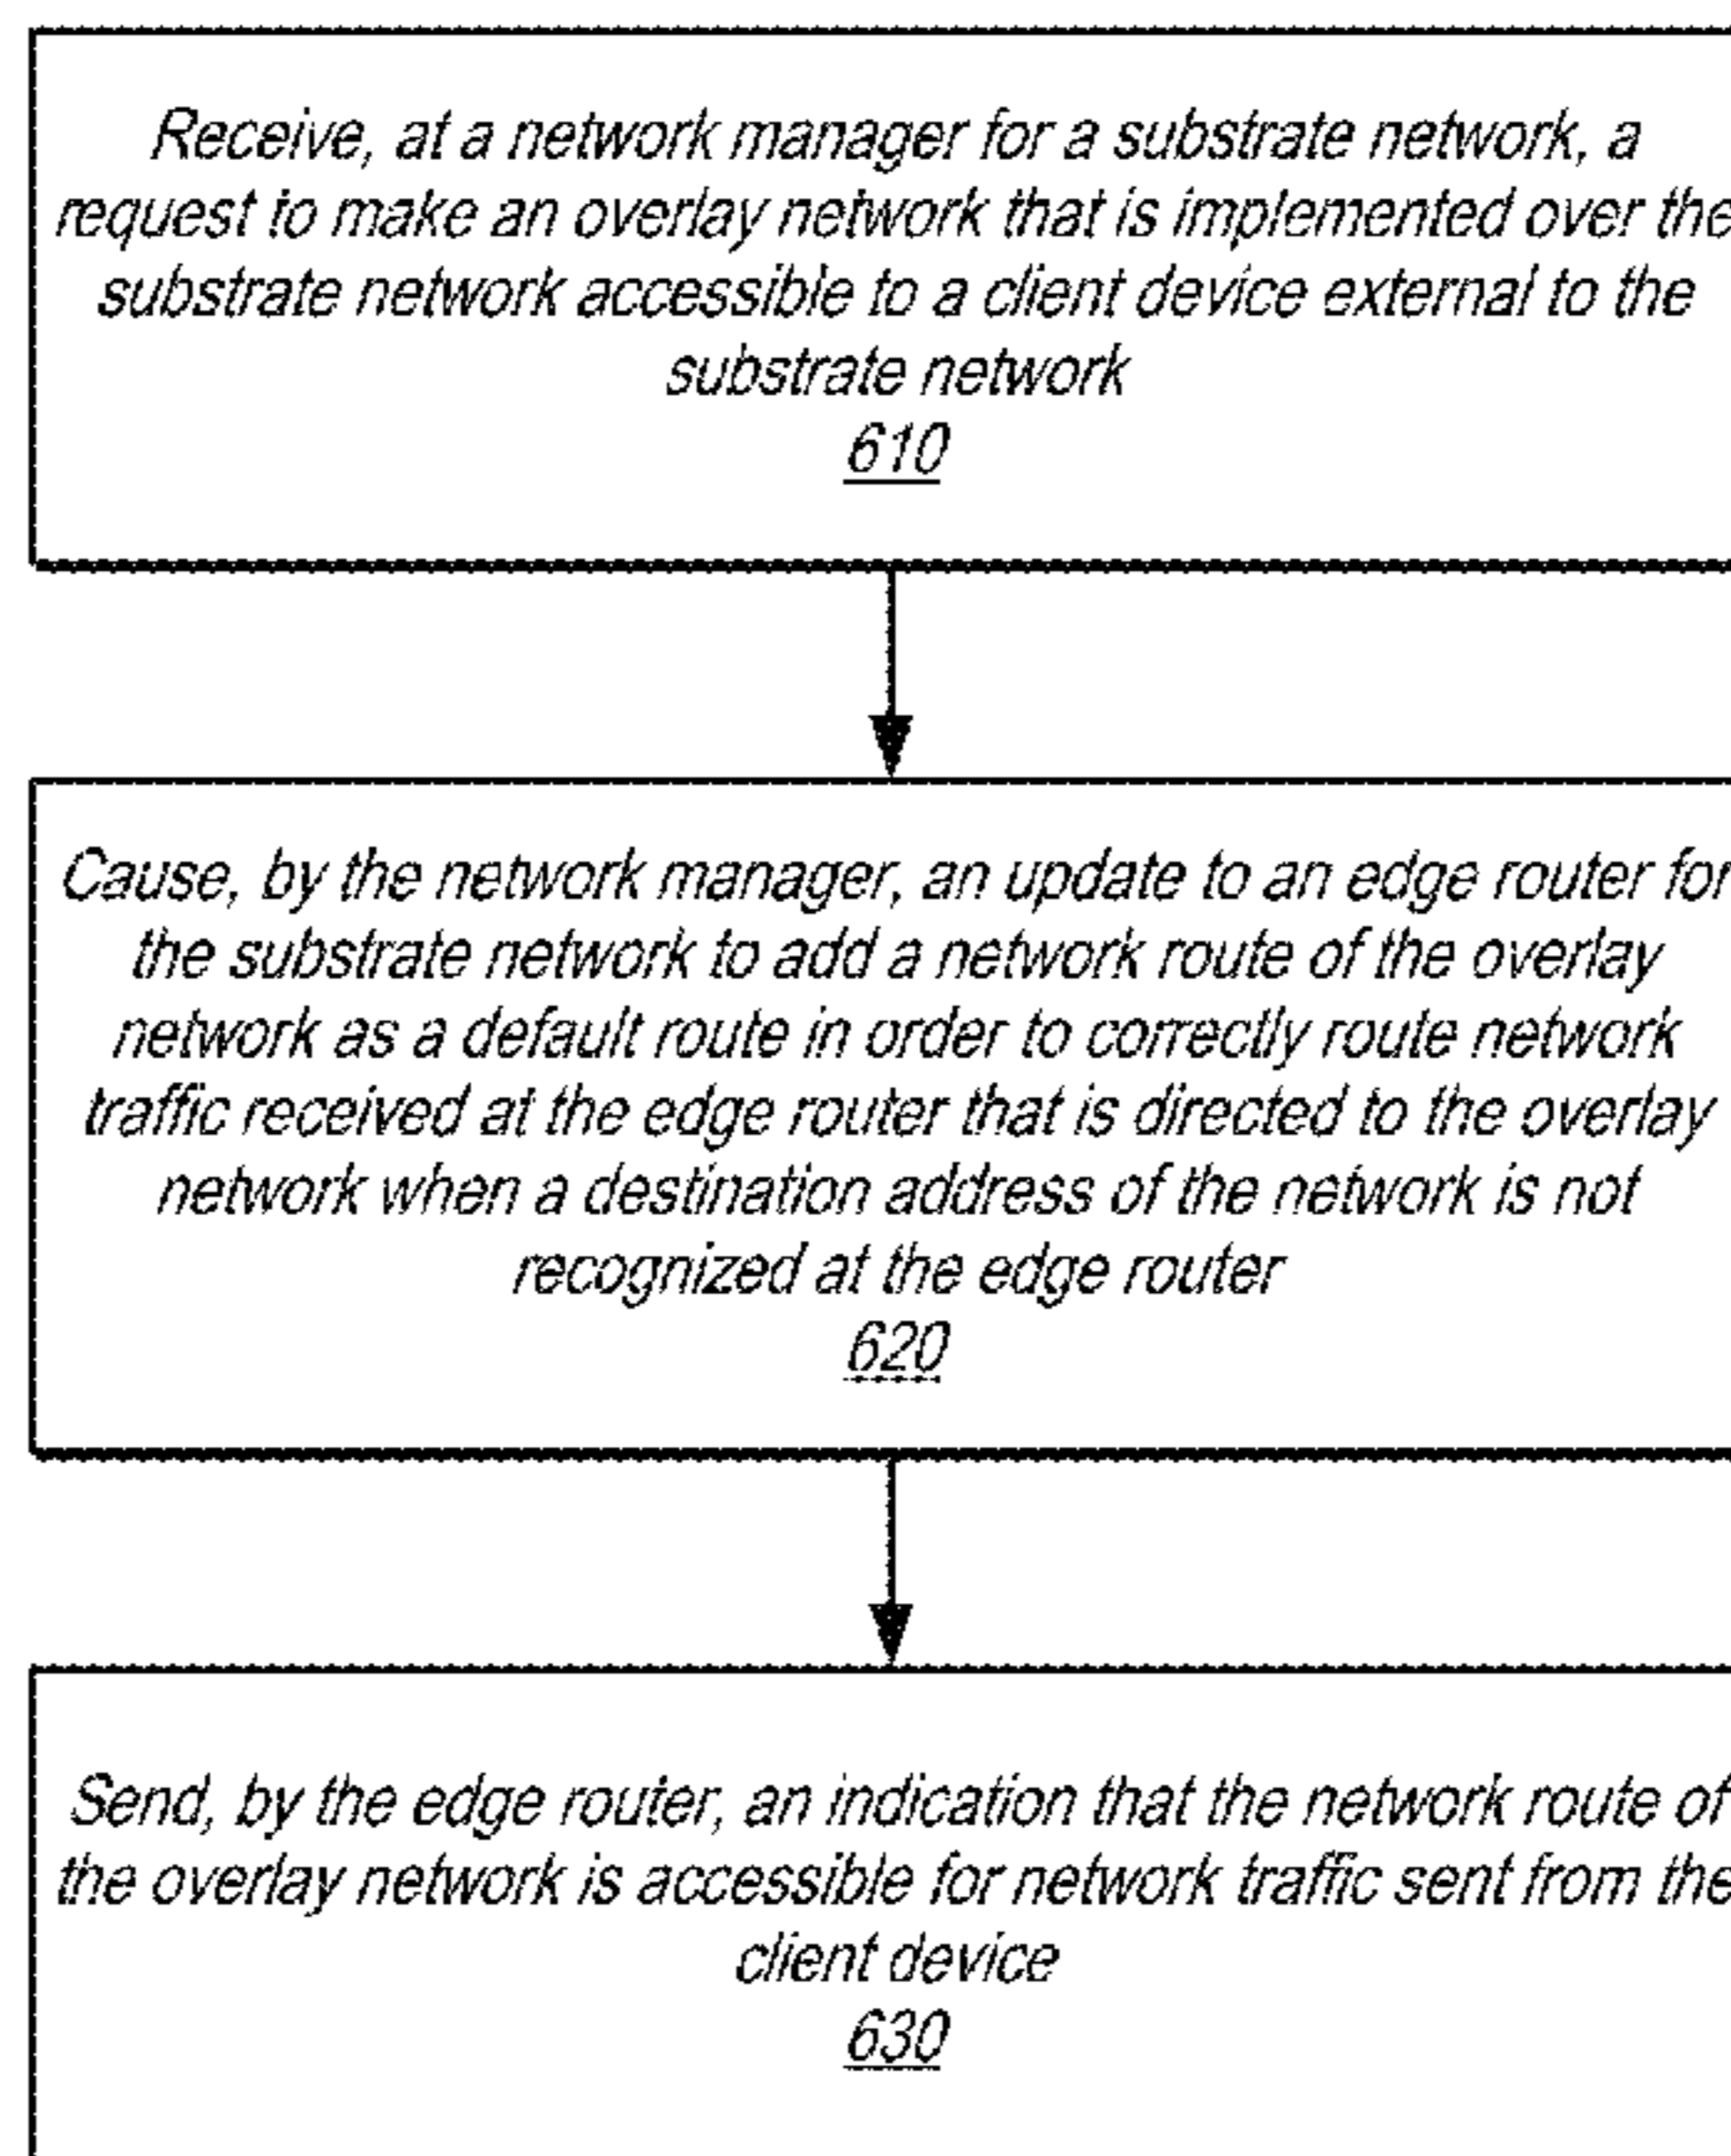 Receive, at a network manager for a substrate network, a
request to make an overlay network that is implemented over the
substrate network accessible to a client device external to the
substrate network
610
Cause, by the network manager, an update to an edge router for
the substrate network to add a network route of the overlay
network as a default route in order to correctly route network
traffic received at the edge router that is directed to the overlay
network when a destination address of the network is not
recognized at the edge router
620
Send, by the edge router, an indication that the network route of
the overlay network is accessible for network traffic sent from the
client device
630